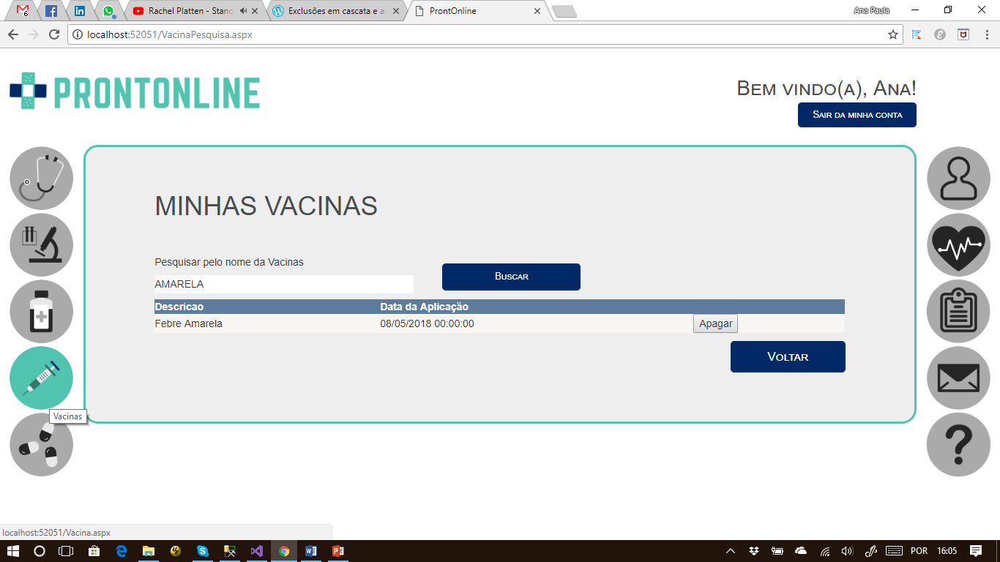 6
Rachel Platten - Stand
Exclusões em cascata e a
ProntOnline
Ana Paula
localhost:52051/VacinaPesquisa.aspx
PRONTONLINE
Bem vindo(a), Ana!
Sair da minha conta
MINHAS VACINAS
Pesquisar pelo nome da Vacinas
AMARELA
Buscar
Descricao Data da Aplicação
Febre Amarela 08/05/2018 00:00:00 Apagar
Voltar
Vacinas
localhost:52051/Vacina.aspx
POR 16:05